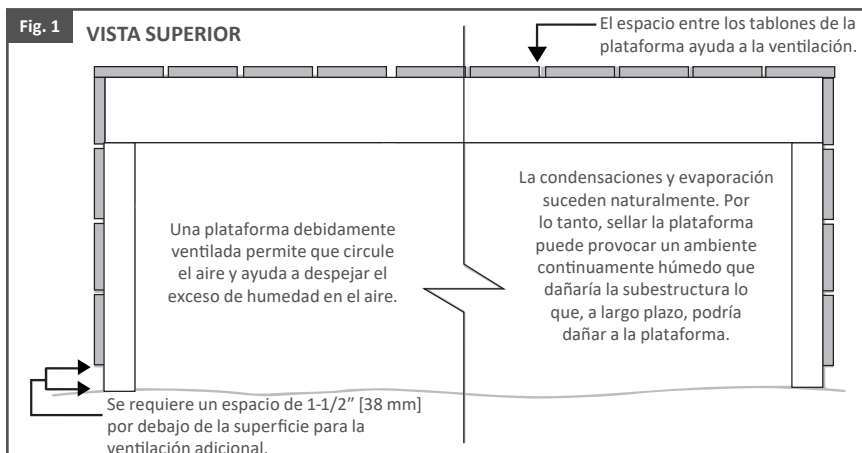 Fig. 1
VISTA SUPERIOR
El espacio entre los tablones de la
plataforma ayuda a la ventilación.
Una plataforma debidamente
ventilada permite que circule
el aire y ayuda a despejar el
exceso de humedad en el aire.
La condensaciones y evaporación
suceden naturalmente. Por
lo tanto, sellar la plataforma
puede provocar un ambiente
continuamente húmedo que
dañaría la subestructura lo
que, a largo plazo, podría
dañar a la plataforma.
Se requiere un espacio de 1-1/2” [38 mm]
por debajo de la superficie para la
ventilación adicional.